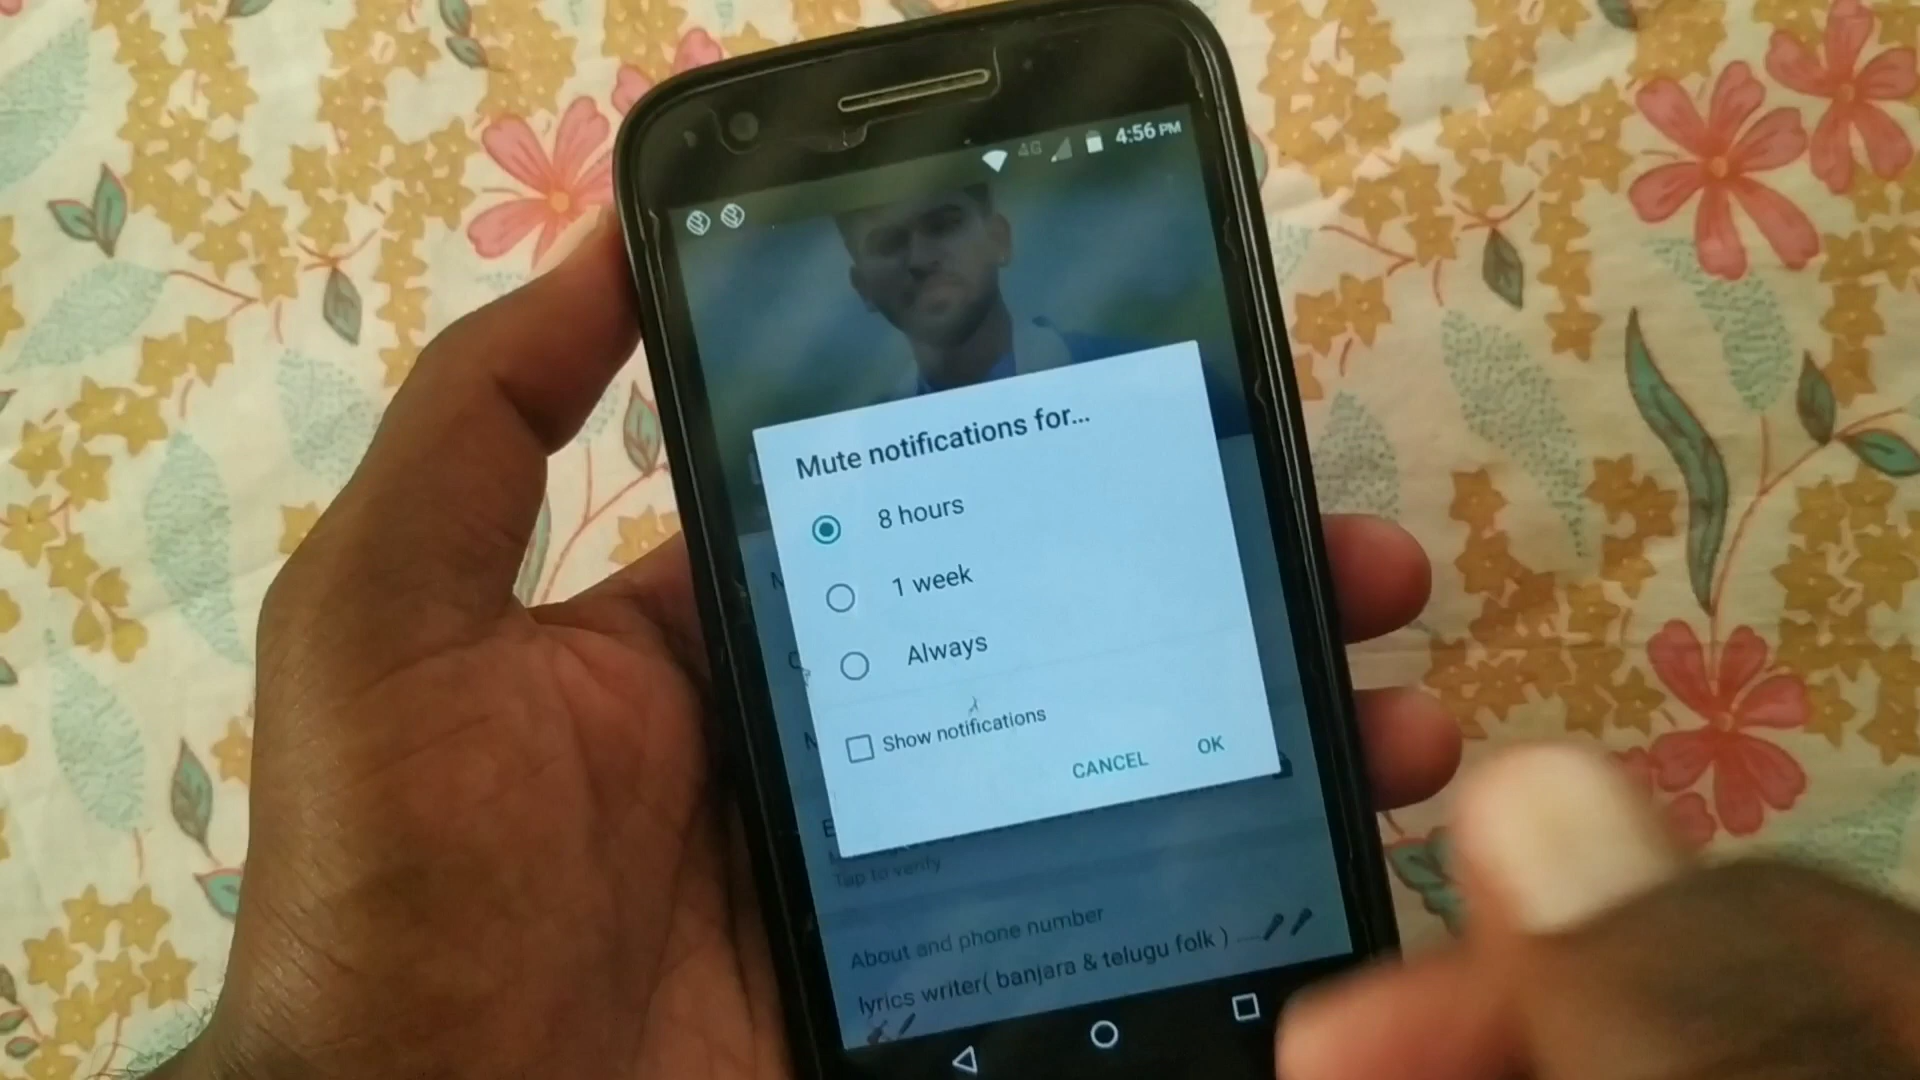 4G 4:56 PM
Mute notifications for...
8 hours
1 week
Always
Show notifications
CANCEL OK
Tap to verify
About and phone number
lyrics writer( banjara & telugu folk ) ....🎤🎤